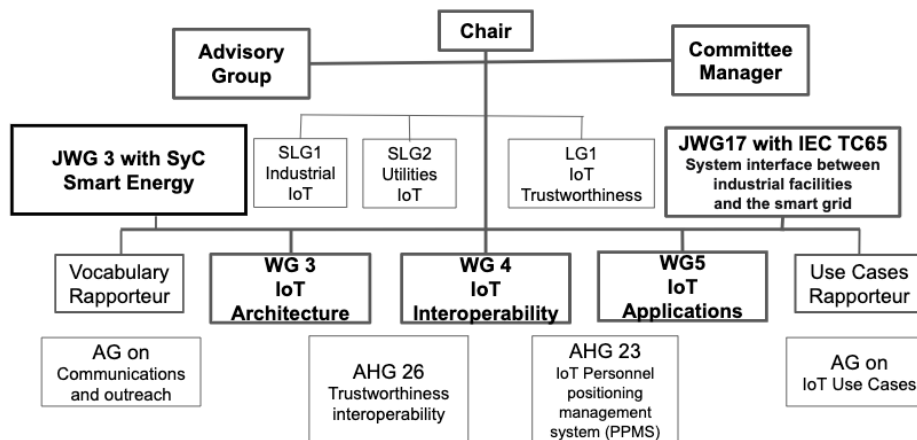 Chair
Advisory
Group
Committee
Manager
JWG 3 with SyC
Smart Energy
SLG1
Industrial
IoT
SLG2
Utilities
IoT
LG1
IoT
Trustworthiness
JWG17 with IEC TC65
System interface between
industrial facilities
and the smart grid
Vocabulary
Rapporteur
WG 3
IoT
Architecture
WG 4
IoT
Interoperability
WG5
IoT
Applications
Use Cases
Rapporteur
AG on
Communications
and outreach
AHG 26
Trustworthiness
interoperability
AHG 23
IoT Personnel
positioning
management
system (PPMS)
AG on
IoT Use Cases